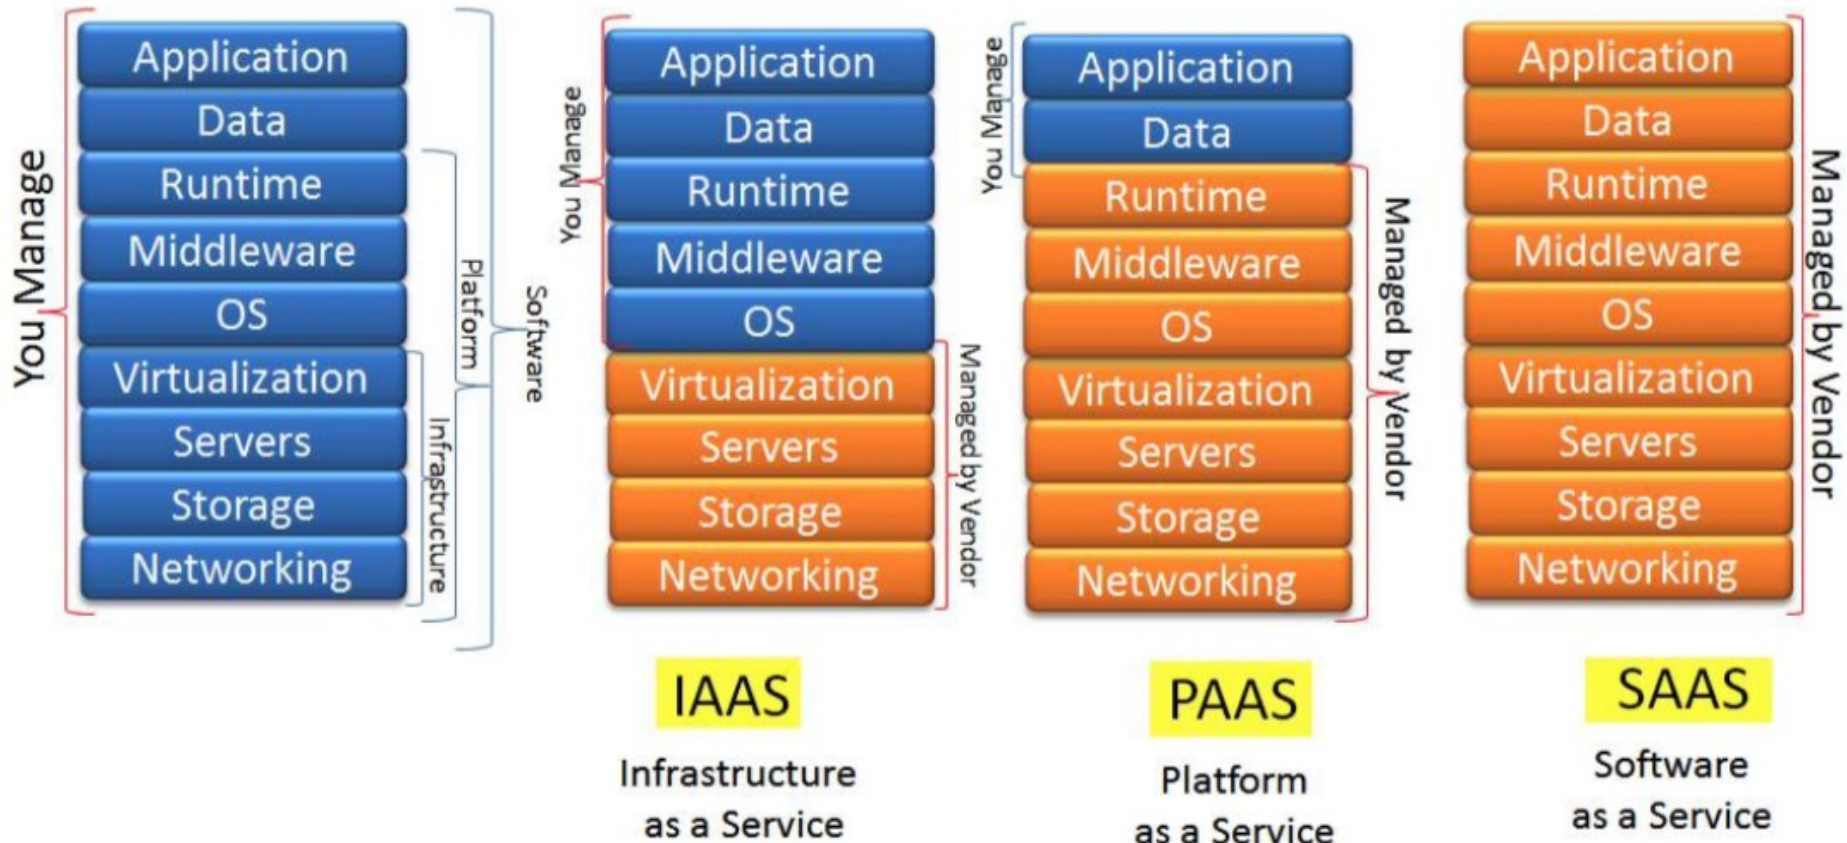 You Manage
Application
Data
Runtime
Middleware
OS
Virtualization
Servers
Storage
Networking
Infrastructure
Platform
Software
You Manage
Application
Data
Runtime
Middleware
OS
Virtualization
Servers
Storage
Networking
Managed by Vendor
IAAS
Infrastructure
as a Service
You Manage
Application
Data
Runtime
Middleware
OS
Virtualization
Servers
Storage
Networking
Managed by Vendor
PAAS
Platform
as a Service
Application
Data
Runtime
Middleware
OS
Virtualization
Servers
Storage
Networking
Managed by Vendor
SAAS
Software
as a Service